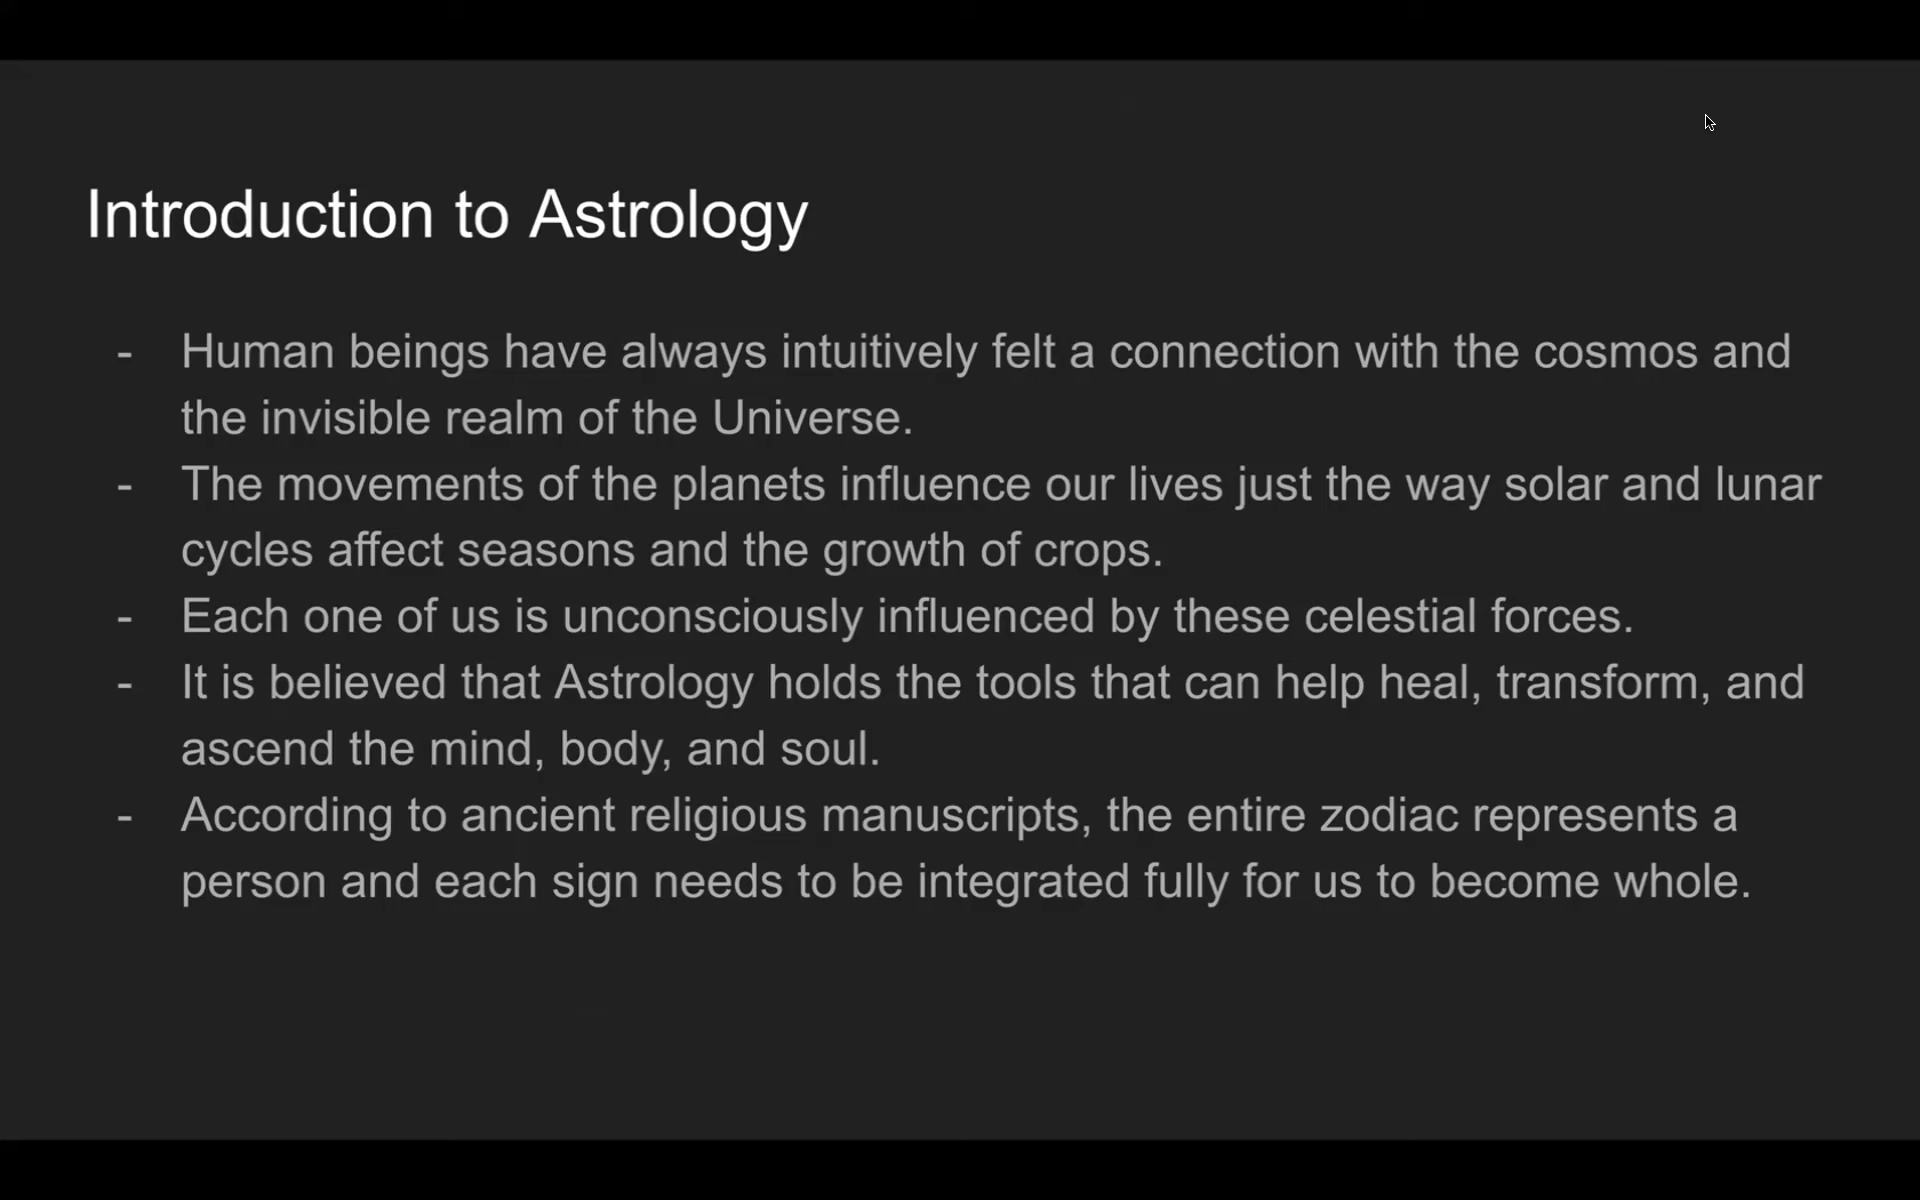 Introduction to Astrology
- Human beings have always intuitively felt a connection with the cosmos and
the invisible realm of the Universe.
- The movements of the planets influence our lives just the way solar and lunar
cycles affect seasons and the growth of crops.
- Each one of us is unconsciously influenced by these celestial forces.
- It is believed that Astrology holds the tools that can help heal, transform, and
ascend the mind, body, and soul.
- According to ancient religious manuscripts, the entire zodiac represents a
person and each sign needs to be integrated fully for us to become whole.